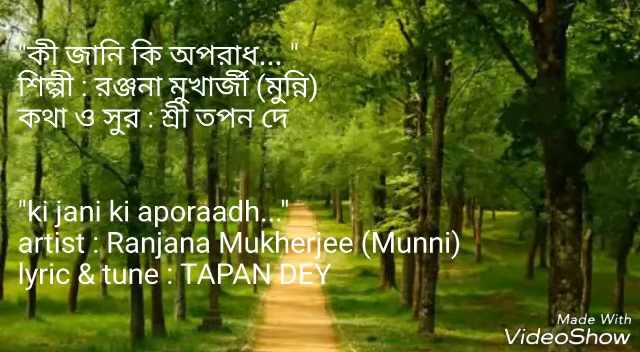 "কী জানি কি অপরাধ... "
শিল্পী : রঞ্জনা মুখার্জী (মুন্নি)
কথা ও সুর : শ্রী তপন দে
"ki jani ki aporaadh..."
artist : Ranjana Mukherjee (Munni)
lyric & tune : TAPAN DEY
Made With
VideoShow